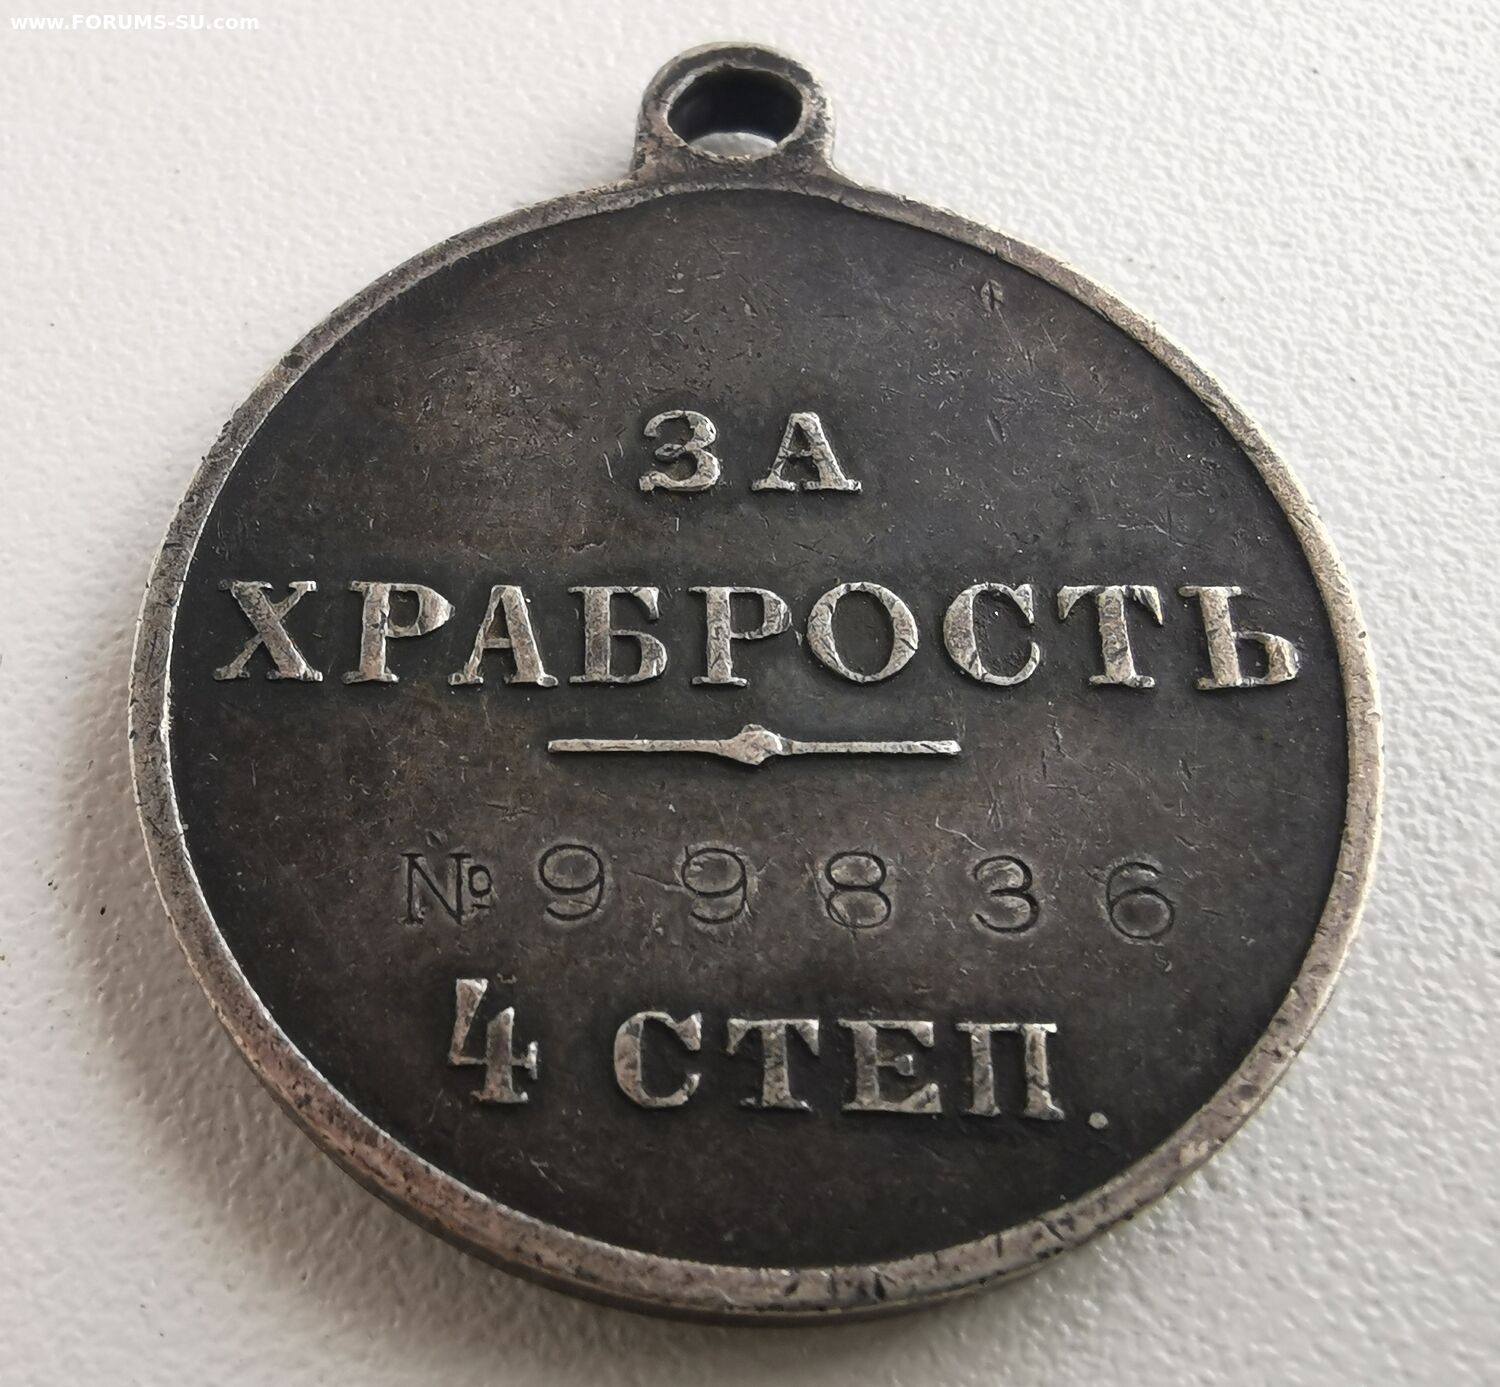 www.FORUMS-SU.com
ЗА
ХРАБРОСТЬ
№ 99836
4 СТЕП.